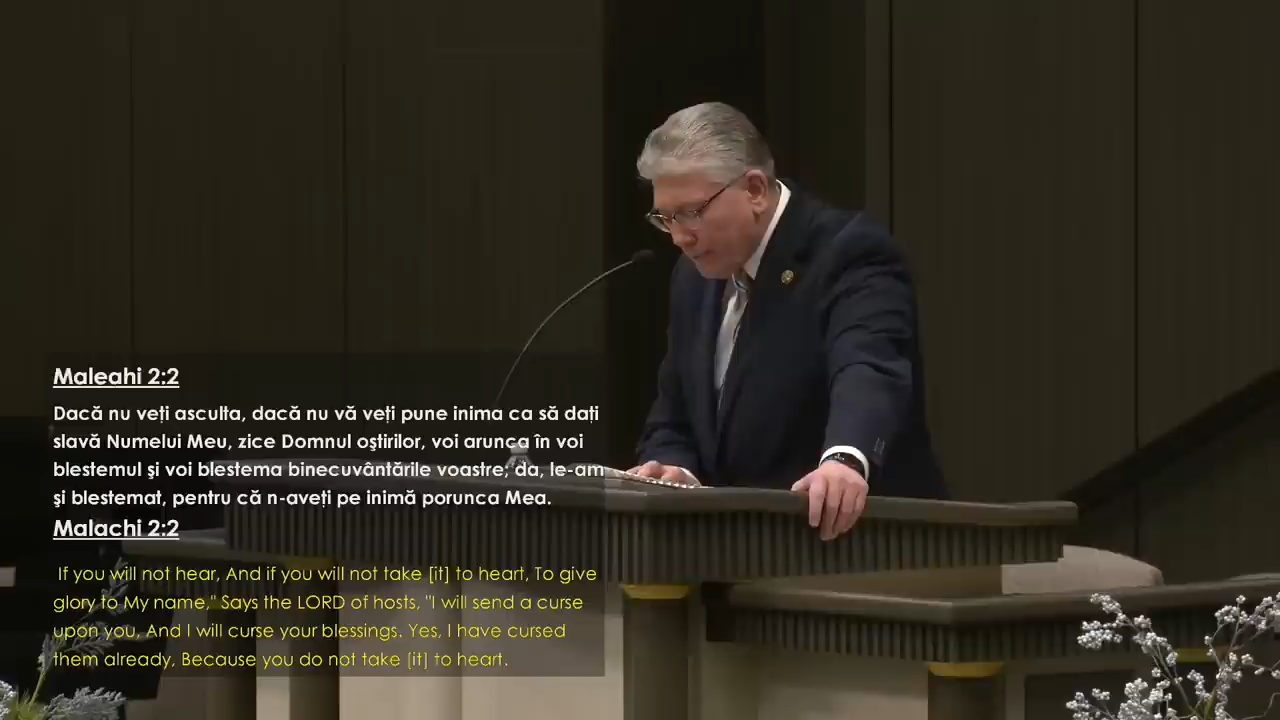 Maleahi 2:2
Dacă nu veți asculta, dacă nu vă veți pune inima ca să dați
slavă Numelui Meu, zice Domnul oştirilor, voi arunca în voi
blestemul şi voi blestema binecuvântările voastre; da, le-am
şi blestemat, pentru că n-aveți pe inimă porunca Mea.
Malachi 2:2
If you will not hear, And if you will not take [it] to heart, To give
glory to My name," Says the LORD of hosts, "I will send a curse
upon you, And I will curse your blessings. Yes, I have cursed
them already, Because you do not take [it] to heart.